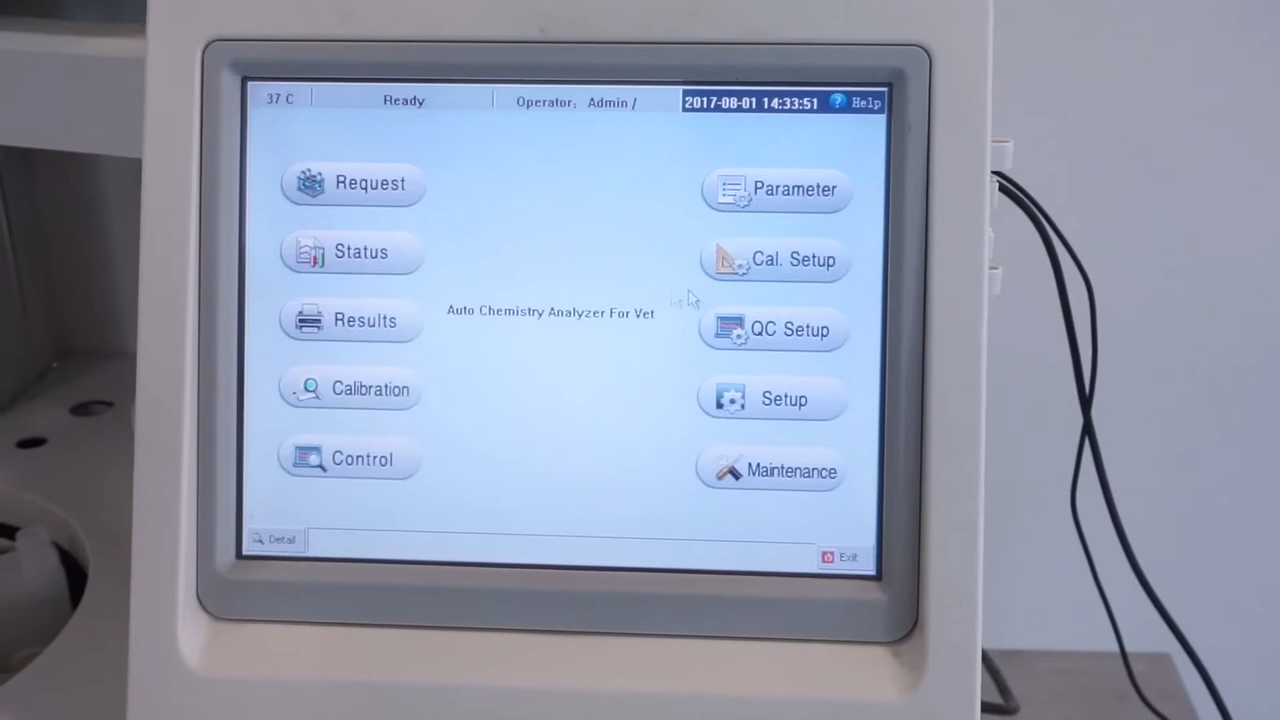 37 C Ready Operator: Admin / 2017-08-01 14:33:51 ? Help
Request
Status
Results
Calibration
Control
Auto Chemistry Analyzer For Vet
Parameter
Cal. Setup
QC Setup
Setup
Maintenance
Detail
Exit